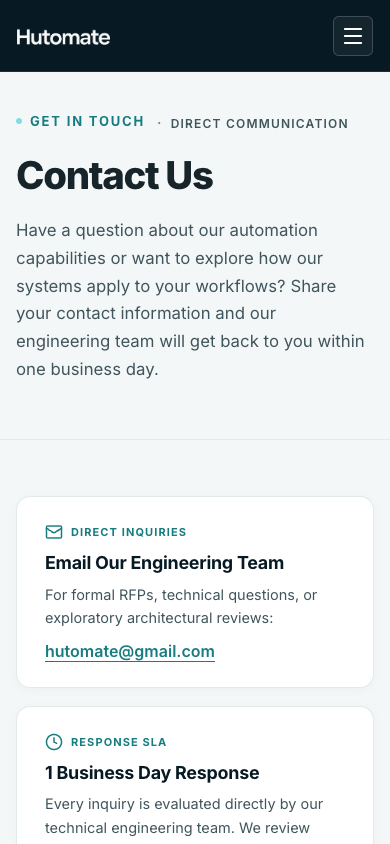 Hutomate
GET IN TOUCH · DIRECT COMMUNICATION
Contact Us
Have a question about our automation
capabilities or want to explore how our
systems apply to your workflows? Share
your contact information and our
engineering team will get back to you within
one business day.
DIRECT INQUIRIES
Email Our Engineering Team
For formal RFPs, technical questions, or
exploratory architectural reviews:
hutomate@gmail.com
RESPONSE SLA
1 Business Day Response
Every inquiry is evaluated directly by our
technical engineering team. We review